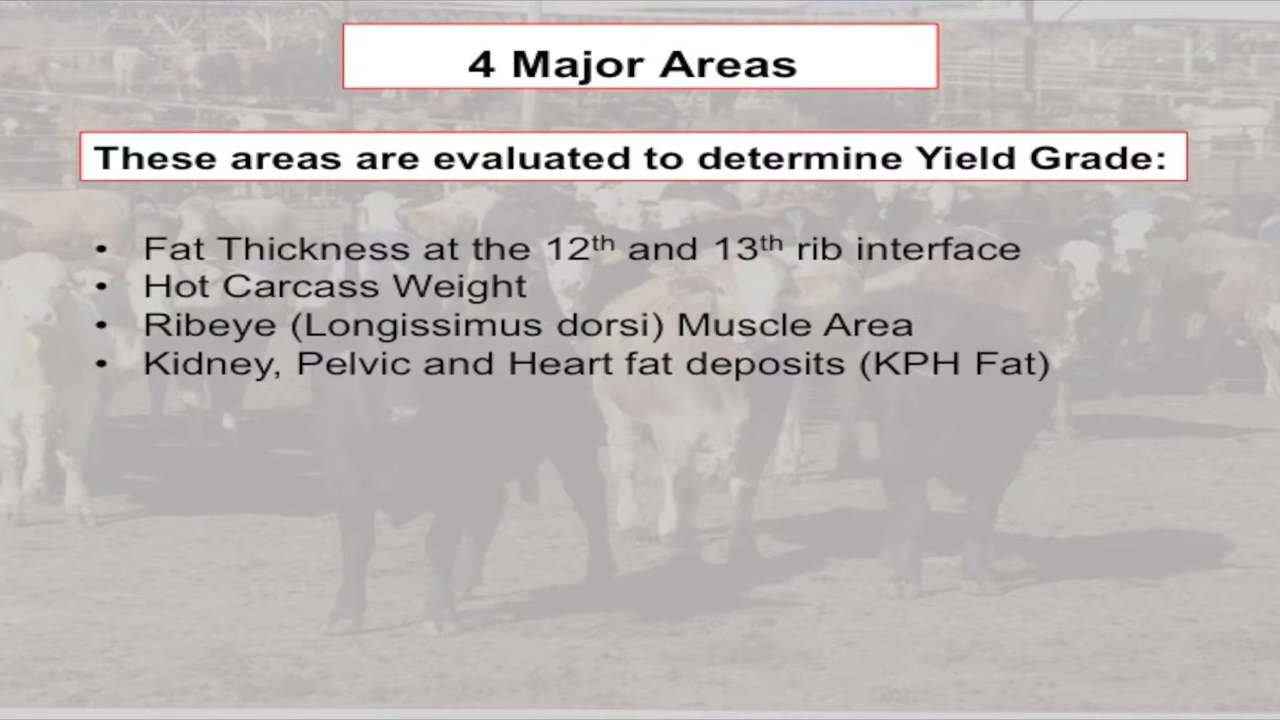 4 Major Areas
These areas are evaluated to determine Yield Grade:
• Fat Thickness at the 12th and 13th rib interface
• Hot Carcass Weight
• Ribeye (Longissimus dorsi) Muscle Area
• Kidney, Pelvic and Heart fat deposits (KPH Fat)